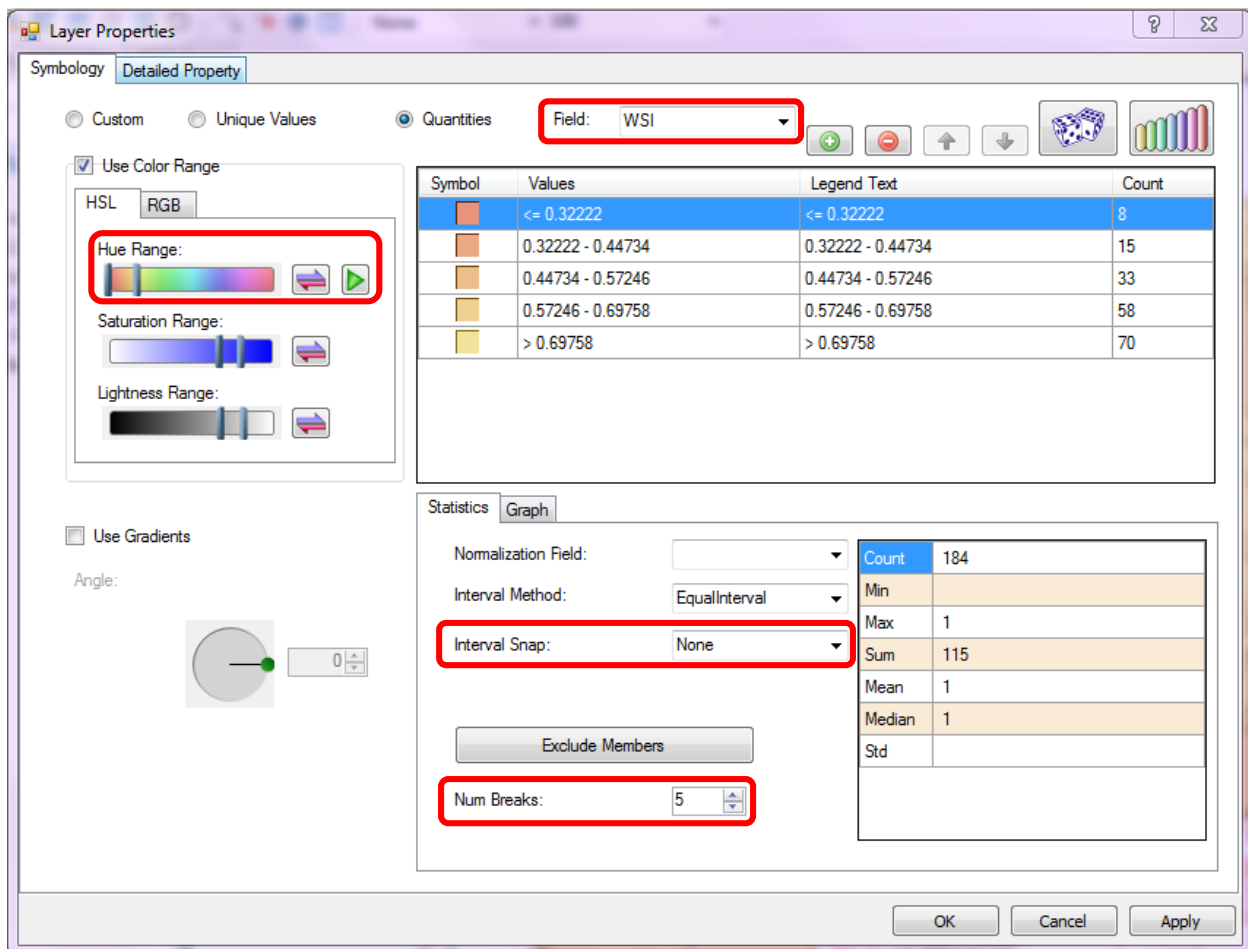 Layer Properties
Symbology Detailed Property
Custom Unique Values Quantities Field: WSI
Use Color Range
HSL RGB
Hue Range:
Saturation Range:
Lightness Range:
Symbol Values Legend Text Count
<= 0.32222 <= 0.32222 8
0.32222 - 0.44734 0.32222 - 0.44734 15
0.44734 - 0.57246 0.44734 - 0.57246 33
0.57246 - 0.69758 0.57246 - 0.69758 58
> 0.69758 > 0.69758 70
Use Gradients
Angle:
0
Statistics Graph
Normalization Field:
Interval Method: EqualInterval
Interval Snap: None
Exclude Members
Num Breaks: 5
Count 184
Min
Max 1
Sum 115
Mean 1
Median 1
Std
OK Cancel Apply